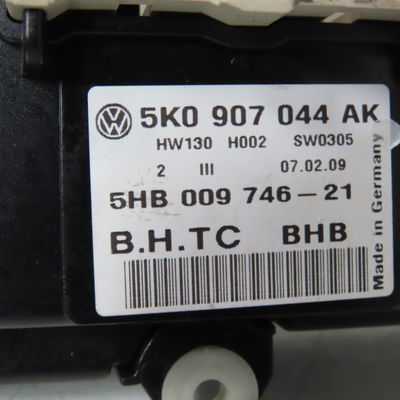 5K0 907 044 AK
HW130 H002 SW0305
2 III 07.02.09
5HB 009 746-21
B.H.TC BHB
Made in Germany